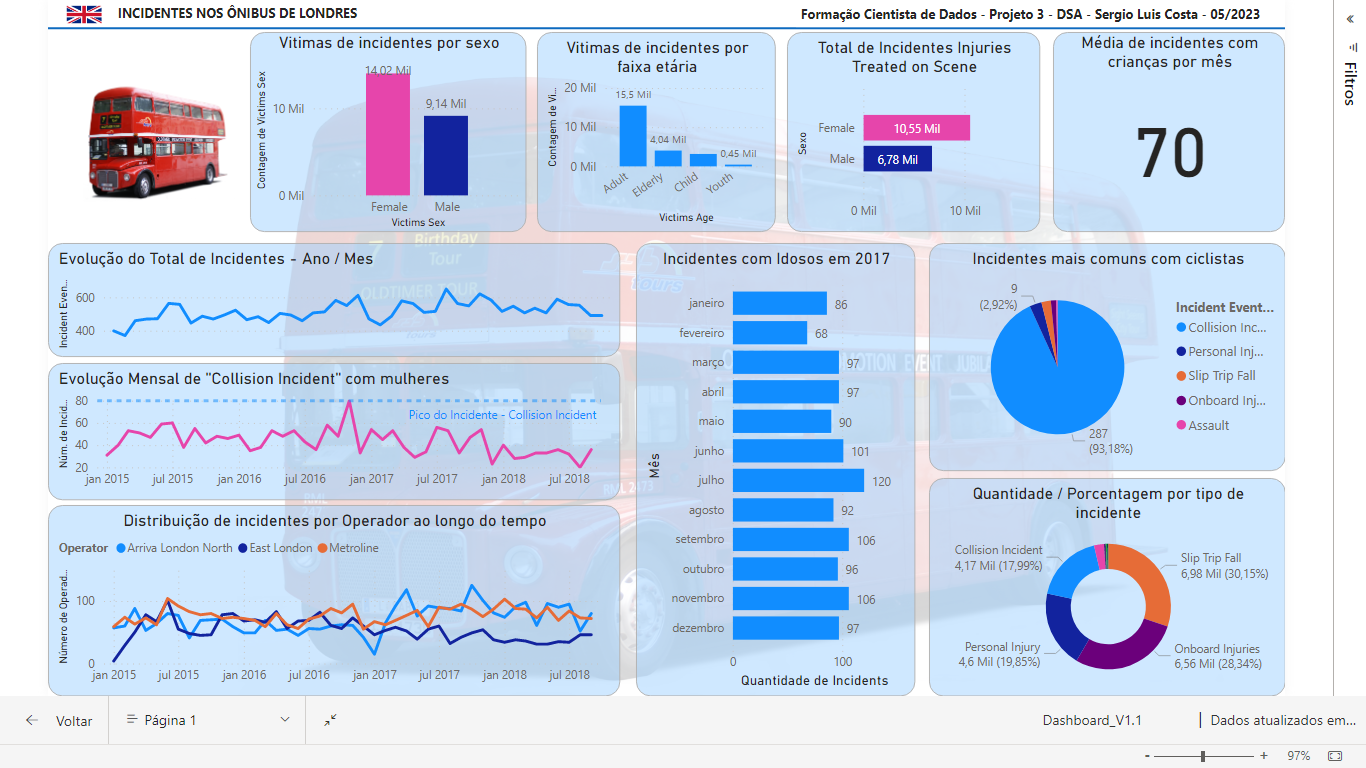 INCIDENTES NOS ÔNIBUS DE LONDRES
Formação Cientista de Dados - Projeto 3 - DSA - Sergio Luis Costa - 05/2023
Filtros
Vitimas de incidentes por sexo
Contagem de Victims Sex
14,02 Mil
10 Mil
9,14 Mil
0 Mil
Female
Male
Victims Sex
Vitimas de incidentes por
faixa etária
Contagem de Vi...
20 Mil
15,5 Mil
10 Mil
4,04 Mil
0,45 Mil
0 Mil
Adult
Elderly
Child
Youth
Victims Age
Total de Incidentes Injuries
Treated on Scene
Sexo
Female
10,55 Mil
Male
6,78 Mil
0 Mil
10 Mil
Média de incidentes com
crianças por mês
70
Evolução do Total de Incidentes - Ano / Mes
Incident Even...
600
400
Evolução Mensal de "Collision Incident" com mulheres
Núm. de Incid...
80
60
40
20
Pico do Incidente - Collision Incident
jan 2015
jul 2015
jan 2016
jul 2016
jan 2017
jul 2017
jan 2018
jul 2018
Distribuição de incidentes por Operador ao longo do tempo
Operator
Arriva London North
East London
Metroline
Número de Operad...
100
0
jan 2015
jul 2015
jan 2016
jul 2016
jan 2017
jul 2017
jan 2018
jul 2018
Incidentes com Idosos em 2017
Mês
janeiro 86
fevereiro 68
março 97
abril 97
maio 90
junho 101
julho 120
agosto 92
setembro 106
outubro 96
novembro 106
dezembro 97
0
100
Quantidade de Incidents
Incidentes mais comuns com ciclistas
9
(2,92%)
287
(93,18%)
Incident Event...
Collision Inc...
Personal Inj...
Slip Trip Fall
Onboard Inj...
Assault
Quantidade / Porcentagem por tipo de
incidente
Collision Incident
4,17 Mil (17,99%)
Slip Trip Fall
6,98 Mil (30,15%)
Personal Injury
4,6 Mil (19,85%)
Onboard Injuries
6,56 Mil (28,34%)
7
Birthday
Tour
OLDTIMER TOUR
tours
MOTION EVENT JUBIL
RML 2473
Voltar
Página 1
Dashboard_V1.1
Dados atualizados em...
-
+
97%